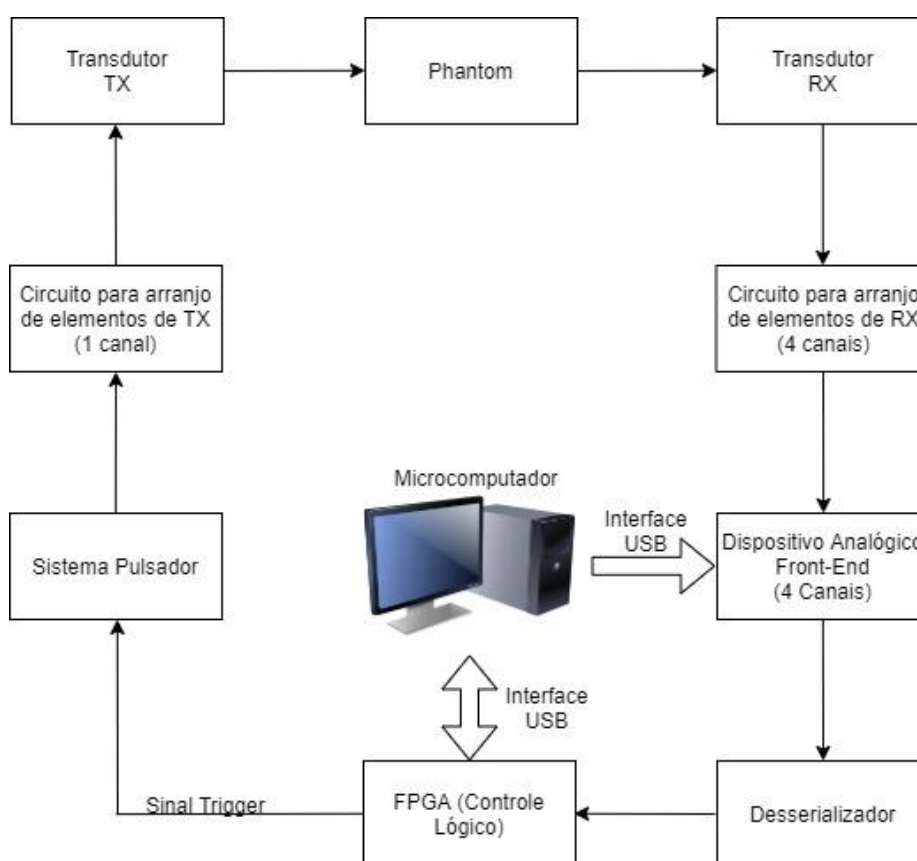 Transdutor
TX
Phantom
Transdutor
RX
Circuito para arranjo
de elementos de TX
(1 canal)
Circuito para arranjo
de elementos de RX
(4 canais)
Microcomputador
Interface
USB
Sistema Pulsador
Dispositivo Analógico
Front-End
(4 Canais)
Interface
USB
Sinal Trigger
FPGA (Controle
Lógico)
Desserializador